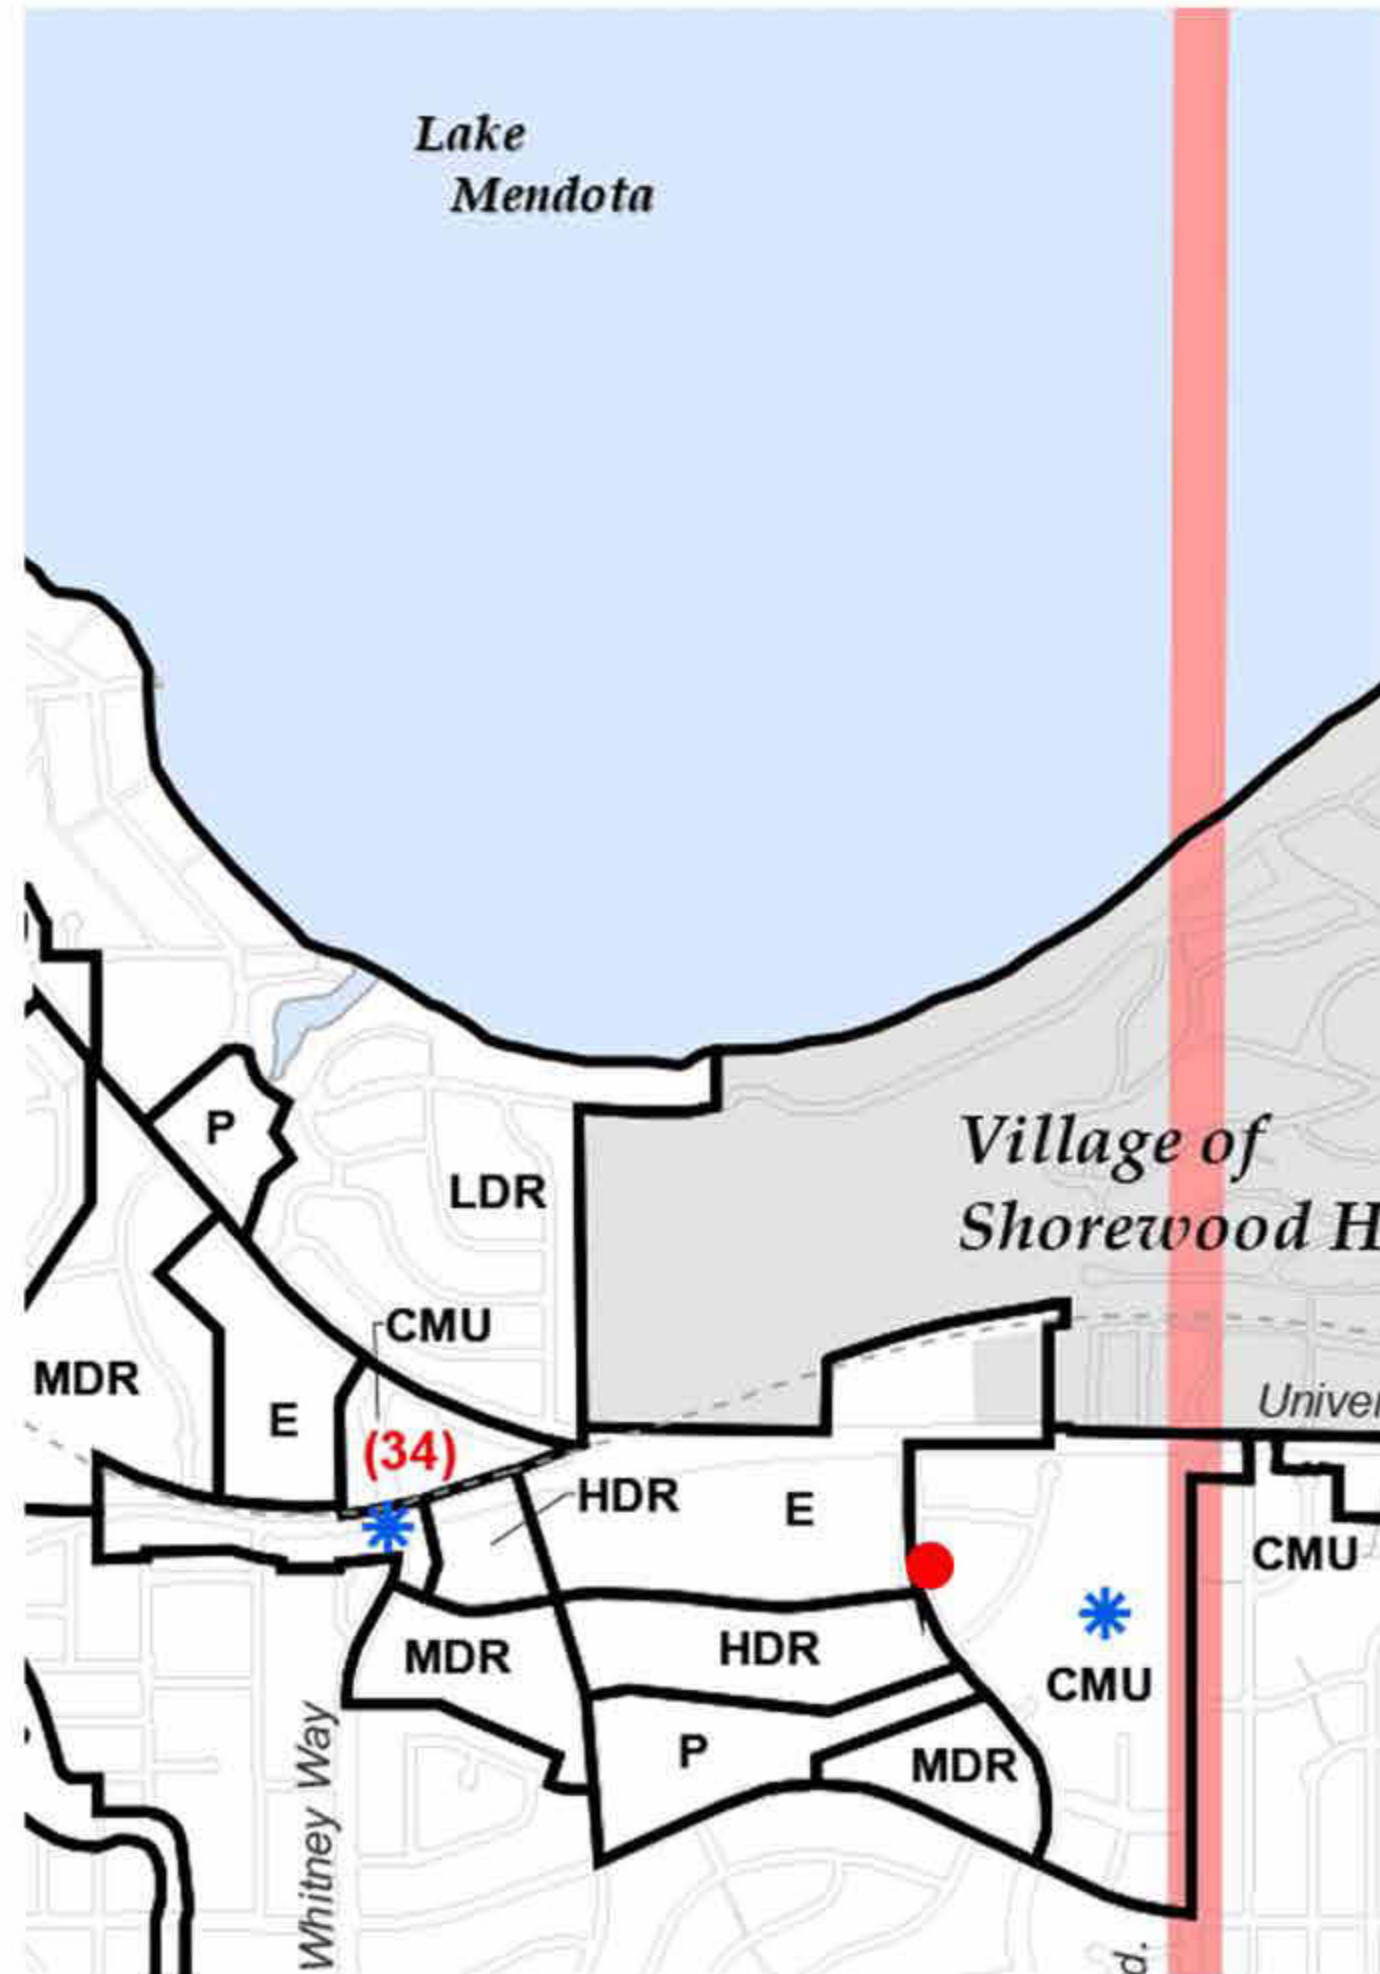 Lake
Mendota
P
LDR
Village of
Shorewood H
CMU
MDR
E
Univer
(34)
HDR
E
CMU
MDR
HDR
CMU
P
MDR
Whitney Way
d.